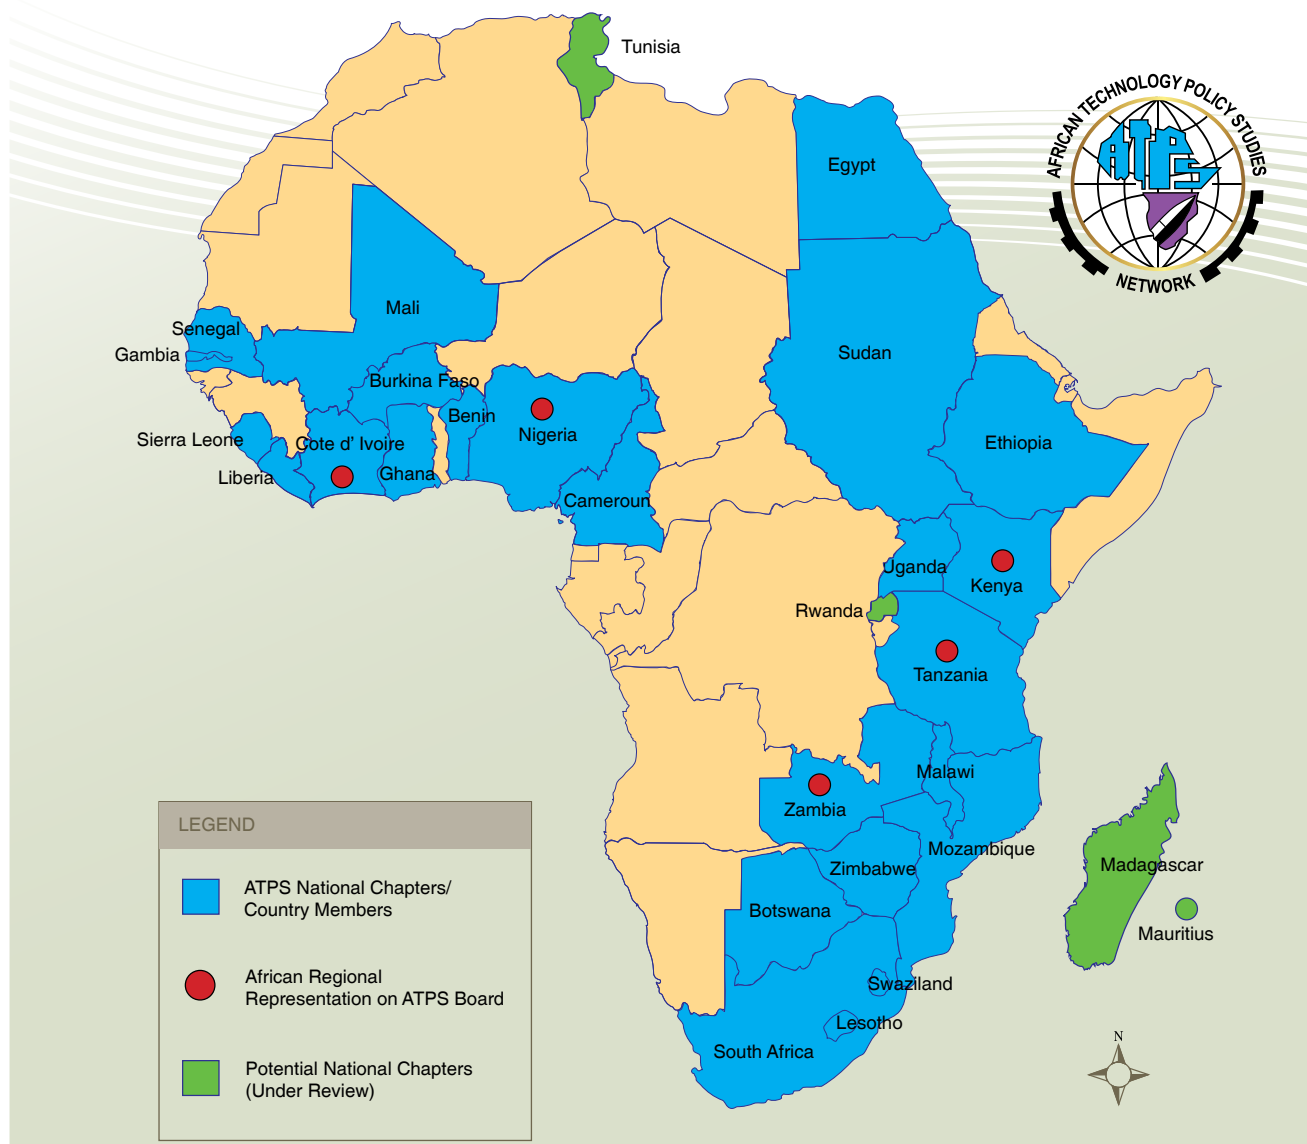 Tunisia
AFRICAN TECHNOLOGY POLICY STUDIES
ATPS
NETWORK
Egypt
Mali
Senegal
Gambia
Sudan
Burkina Faso
Benin
Nigeria
Sierra Leone
Cote d' Ivoire
Ethiopia
Liberia
Ghana
Cameroun
Uganda
Kenya
Rwanda
Tanzania
Malawi
Zambia
Mozambique
Zimbabwe
Madagascar
Botswana
Mauritius
Swaziland
Lesotho
South Africa
N
LEGEND
ATPS National Chapters/
Country Members
African Regional
Representation on ATPS Board
Potential National Chapters
(Under Review)